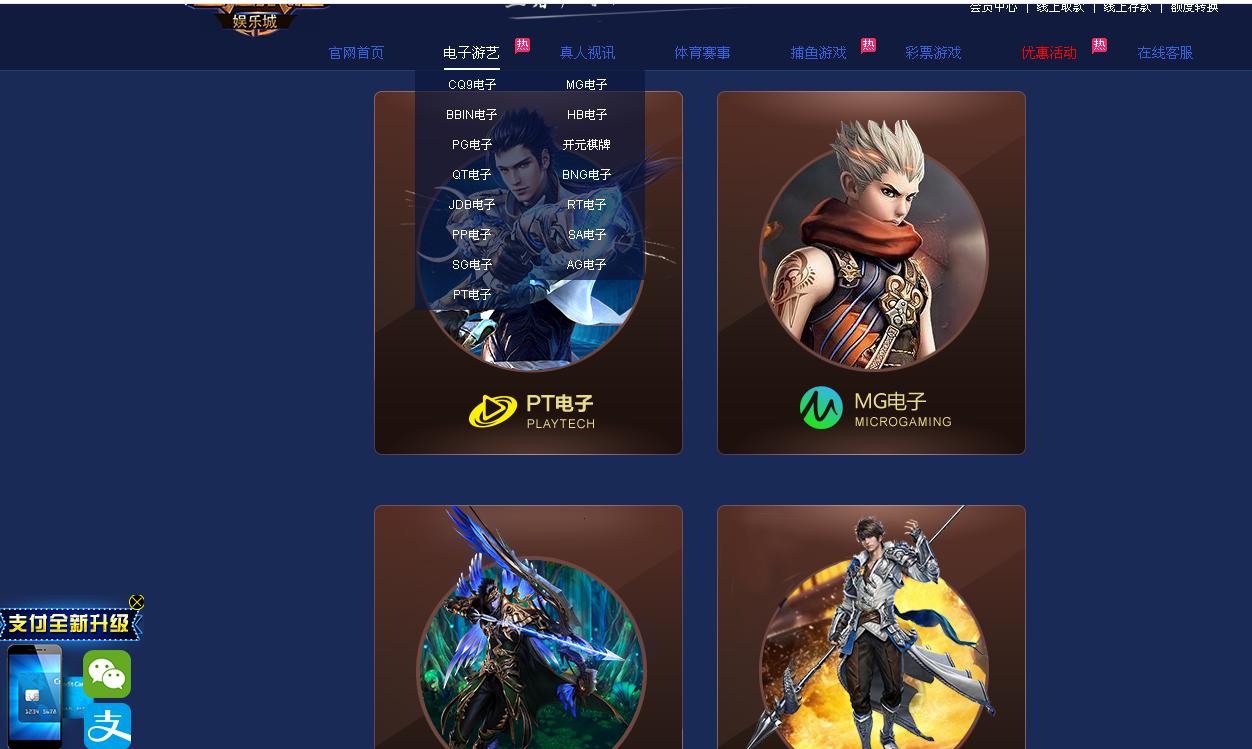 会员中心 | 线上取款 | 线上存款 | 额度转换
娱乐城
官网首页 电子游艺 热 真人视讯 体育赛事 捕鱼游戏 热 彩票游戏 优惠活动 热 在线客服
CQ9电子 MG电子
BBIN电子 HB电子
PG电子 开元棋牌
QT电子 BNG电子
JDB电子 RT电子
PP电子 SA电子
SG电子 AG电子
PT电子
PT电子
PLAYTECH
MG电子
MICROGAMING
支付全新升级
支